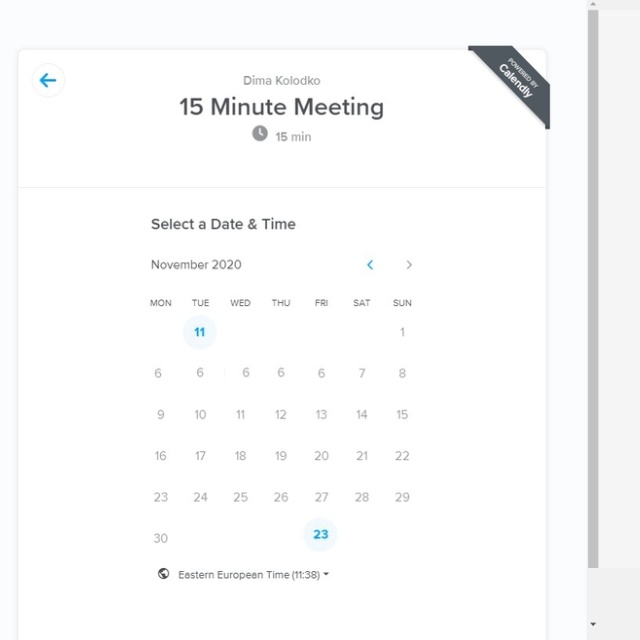 Dima Kolodko
15 Minute Meeting
15 min
POWERED BY
Calendly
Select a Date & Time
November 2020
MON TUE WED THU FRI SAT SUN
11 1
6 6 6 6 6 7 8
9 10 11 12 13 14 15
16 17 18 19 20 21 22
23 24 25 26 27 28 29
30 23
Eastern European Time (11:38)